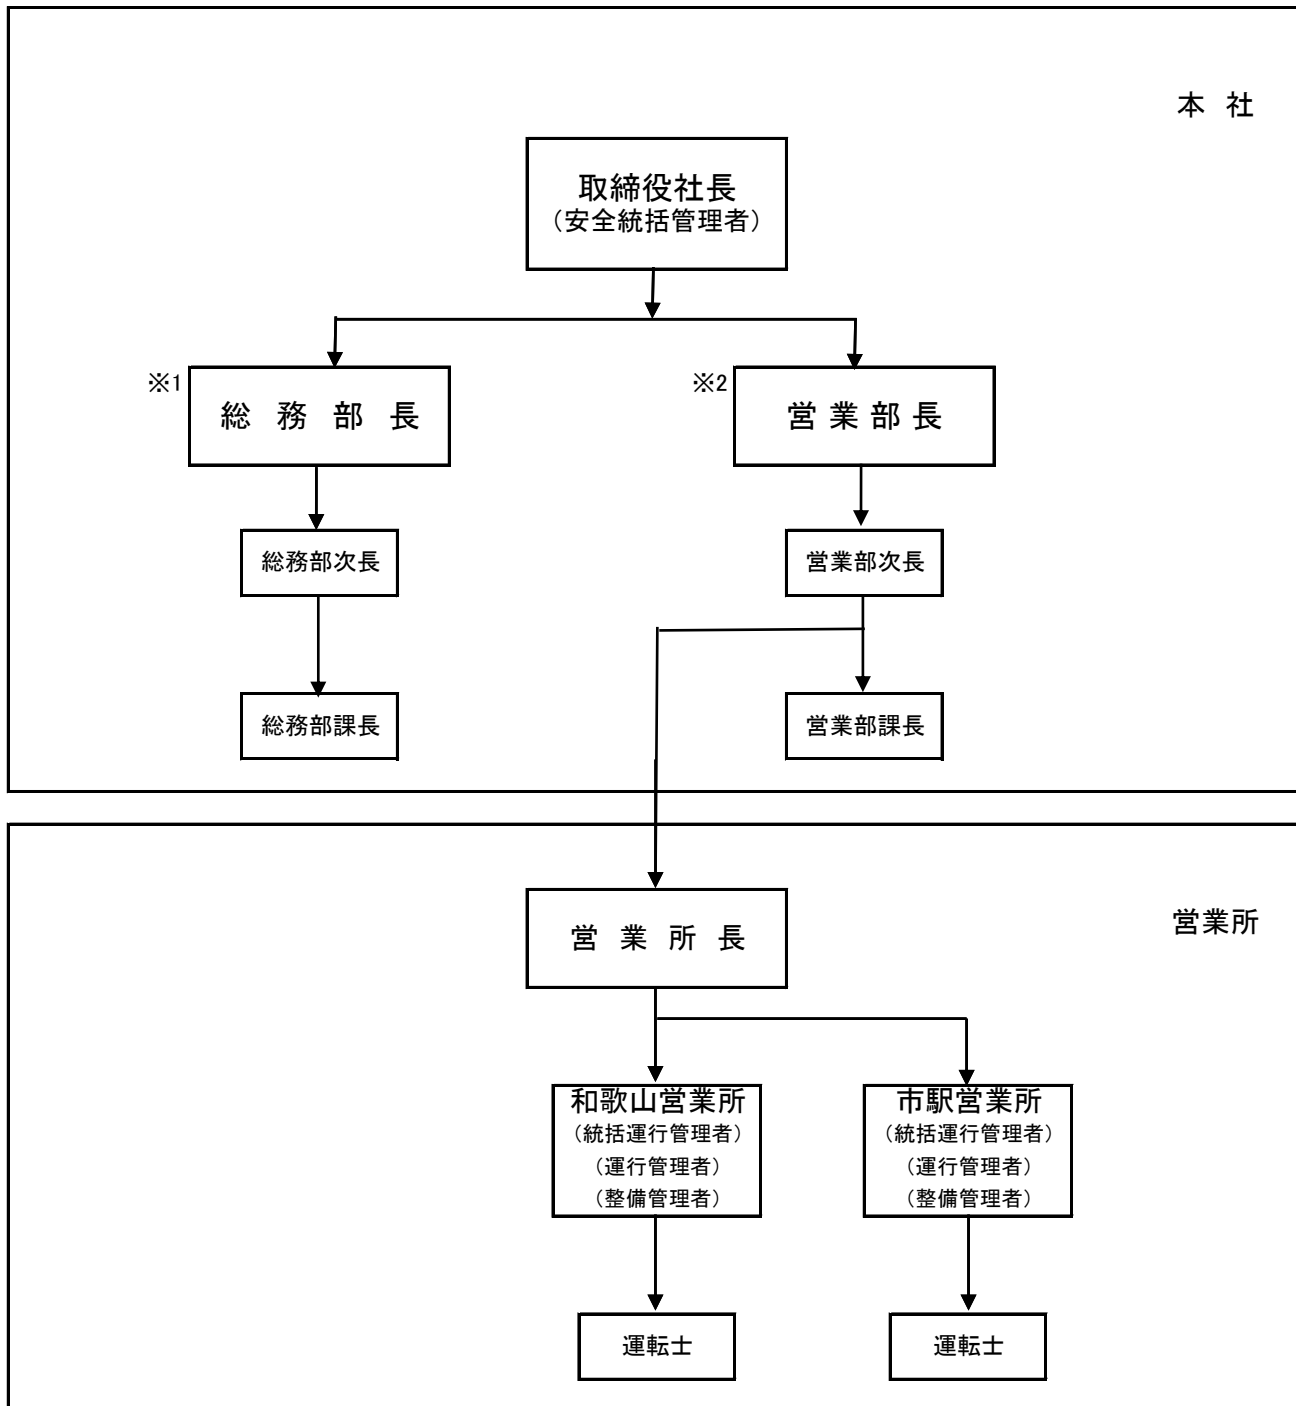 本 社
取締役社長
（安全統括管理者）
※1
総 務 部 長
※2
営 業 部 長
総務部次長
営業部次長
総務部課長
営業部課長
営業所
営 業 所 長
和歌山営業所
（統括運行管理者）
（運行管理者）
（整備管理者）
市駅営業所
（統括運行管理者）
（運行管理者）
（整備管理者）
運転士
運転士